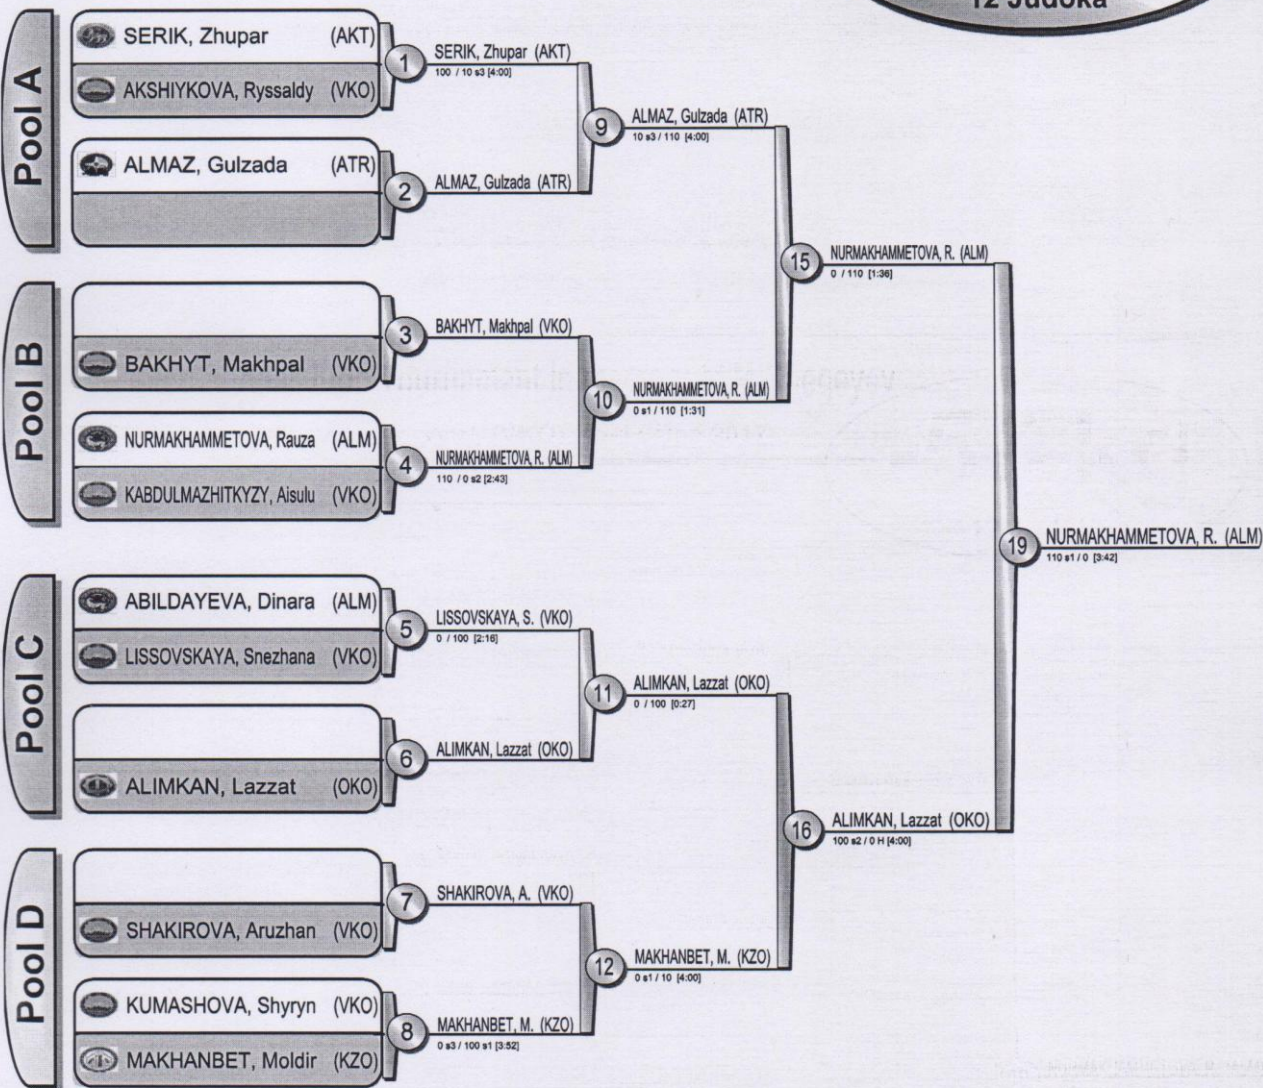 12 Judoka
Pool A
SERIK, Zhupar (AKT)
AKSHIYKOVA, Ryssaldy (VKO)
ALMAZ, Gulzada (ATR)
1
SERIK, Zhupar (AKT)
100 / 10 s3 [4:00]
2
ALMAZ, Gulzada (ATR)
9
ALMAZ, Gulzada (ATR)
10 s3 / 110 [4:00]
Pool B
BAKHYT, Makhpal (VKO)
NURMAKHAMMETOVA, Rauza (ALM)
KABDULMAZHITKYZY, Aisulu (VKO)
3
BAKHYT, Makhpal (VKO)
4
NURMAKHAMMETOVA, R. (ALM)
110 / 0 s2 [2:43]
10
NURMAKHAMMETOVA, R. (ALM)
0 s1 / 110 [1:31]
15
NURMAKHAMMETOVA, R. (ALM)
0 / 110 [1:36]
Pool C
ABILDAYEVA, Dinara (ALM)
LISSOVSKAYA, Snezhana (VKO)
ALIMKAN, Lazzat (OKO)
5
LISSOVSKAYA, S. (VKO)
0 / 100 [2:16]
6
ALIMKAN, Lazzat (OKO)
11
ALIMKAN, Lazzat (OKO)
0 / 100 [0:27]
Pool D
SHAKIROVA, Aruzhan (VKO)
KUMASHOVA, Shyryn (VKO)
MAKHANBET, Moldir (KZO)
7
SHAKIROVA, A. (VKO)
8
MAKHANBET, M. (KZO)
0 s3 / 100 s1 [3:52]
12
MAKHANBET, M. (KZO)
0 s1 / 10 [4:00]
16
ALIMKAN, Lazzat (OKO)
100 s2 / 0 H [4:00]
19
NURMAKHAMMETOVA, R. (ALM)
110 s1 / 0 [3:42]